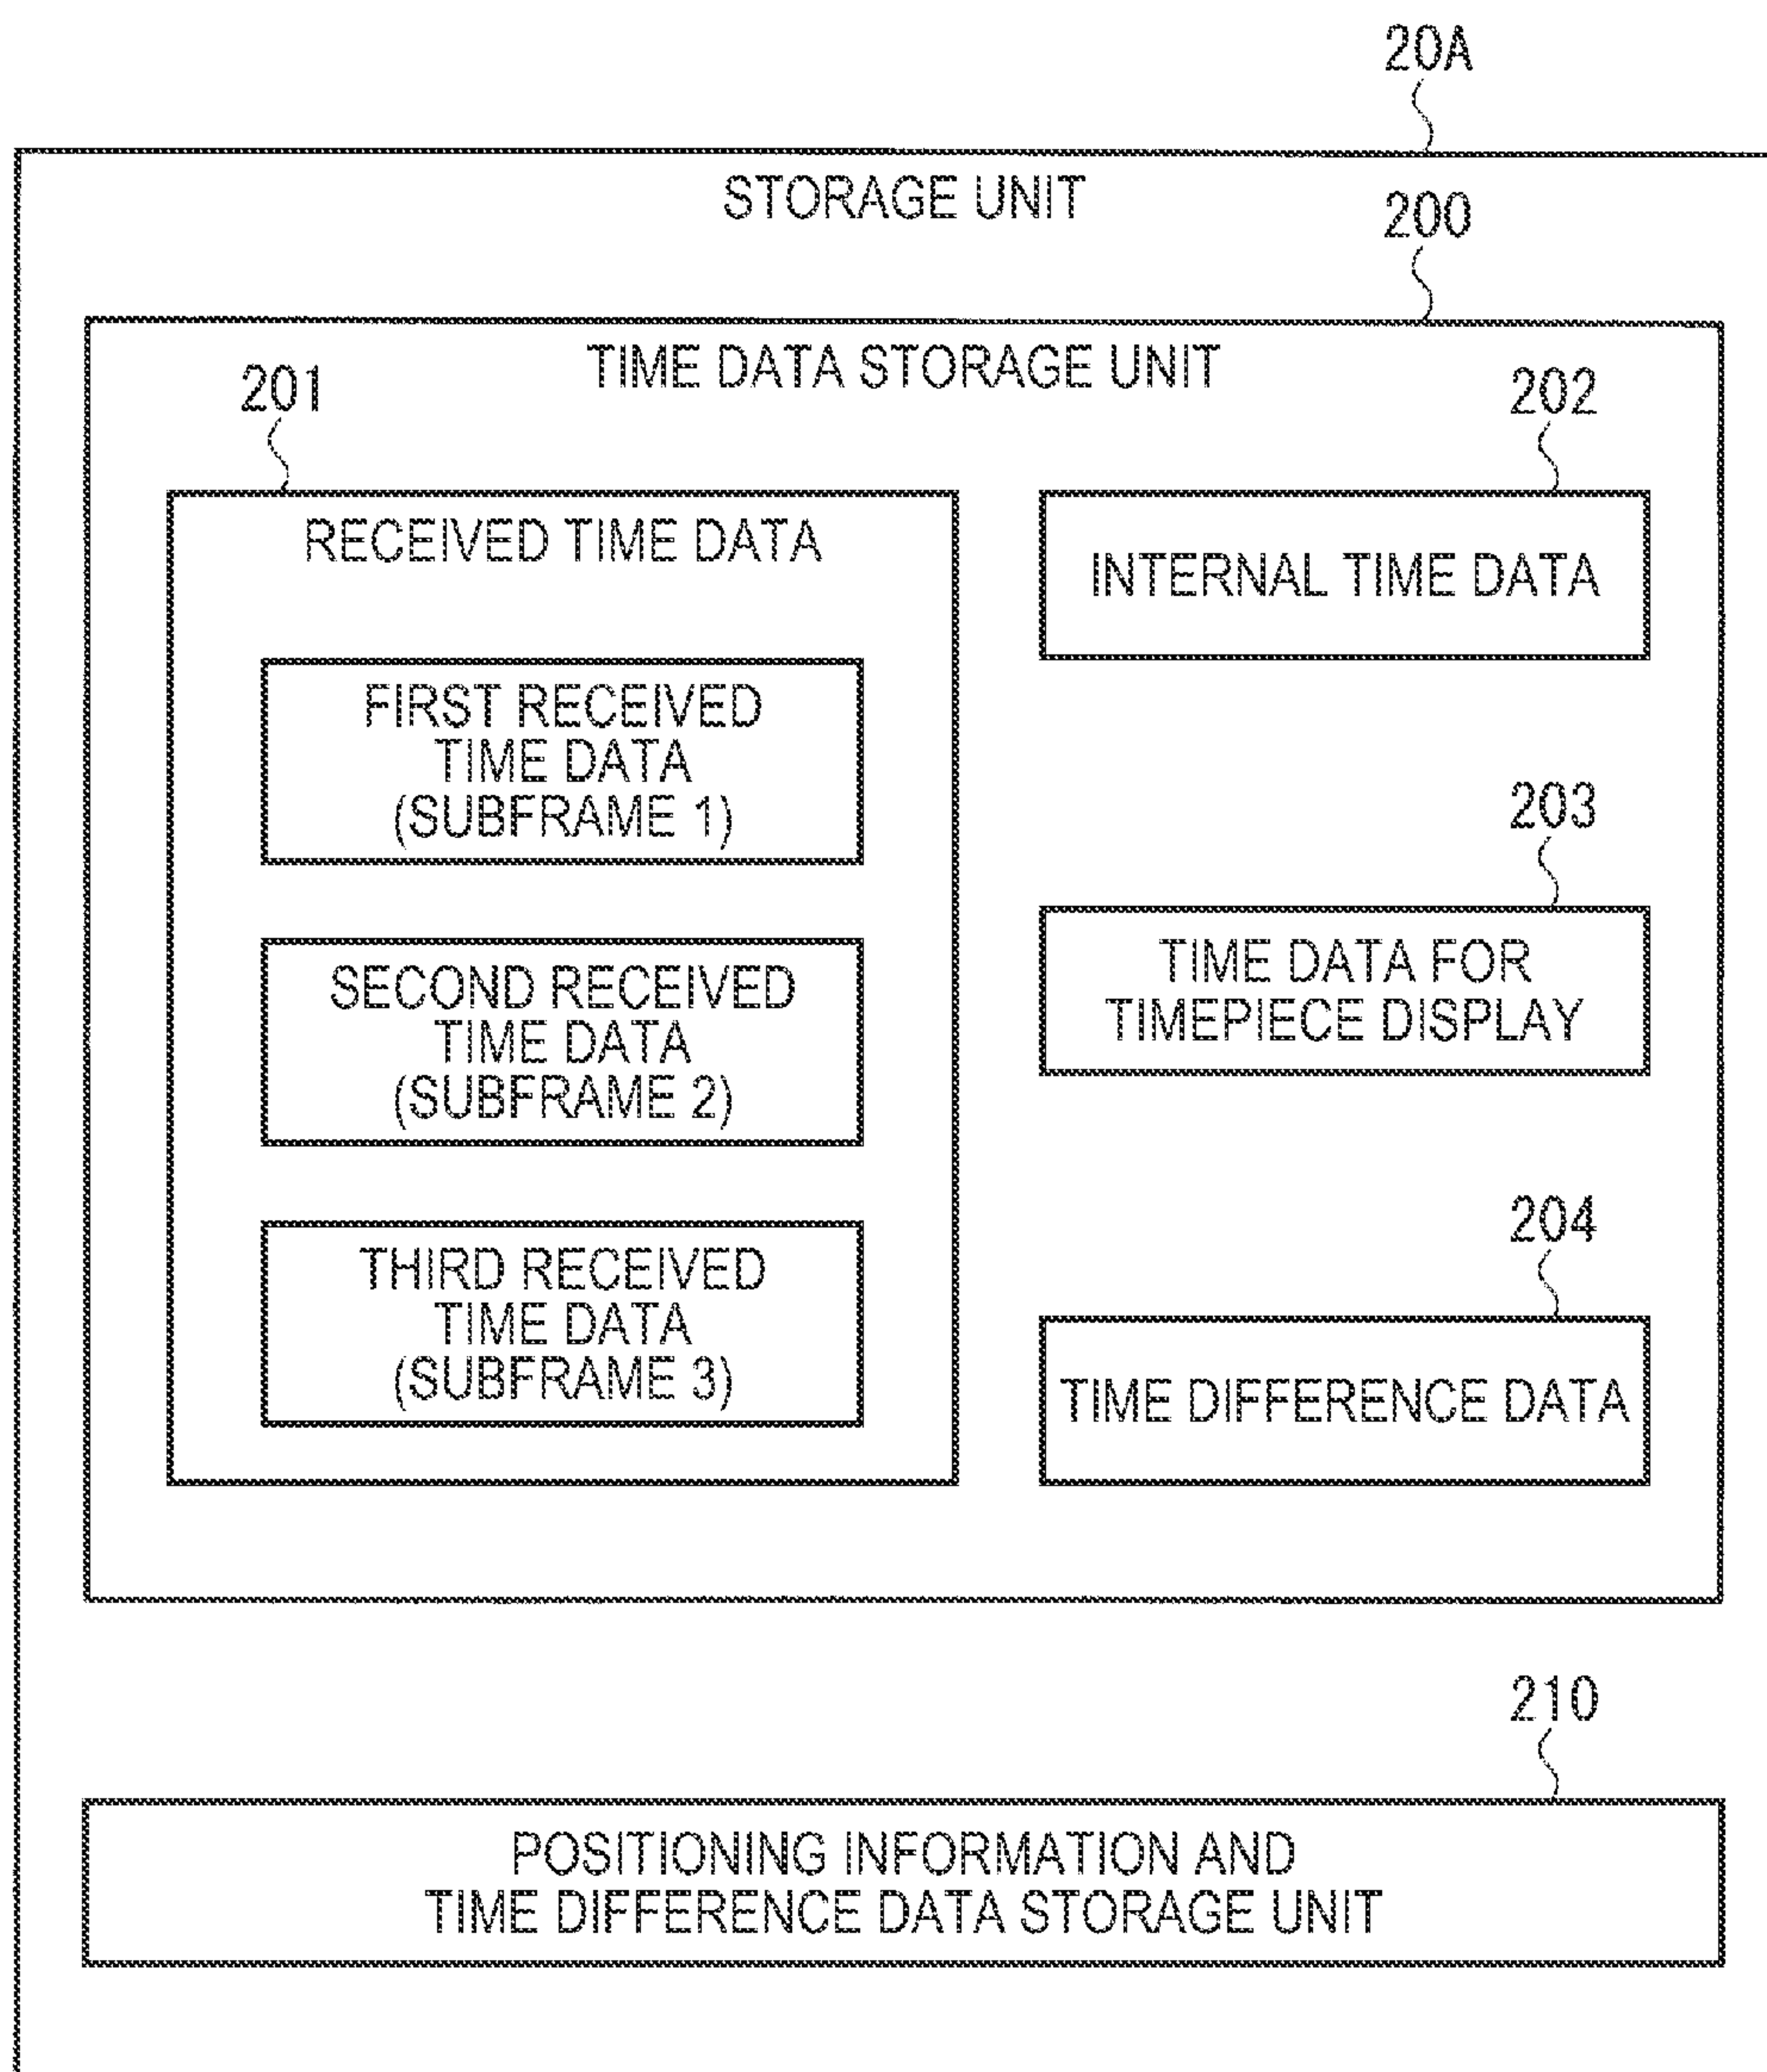 20A
STORAGE UNIT
200
TIME DATA STORAGE UNIT
201
202
RECEIVED TIME DATA
INTERNAL TIME DATA
FIRST RECEIVED
TIME DATA
(SUBFRAME 1)
203
SECOND RECEIVED
TIME DATA
(SUBFRAME 2)
TIME DATA FOR
TIMEPIECE DISPLAY
204
THIRD RECEIVED
TIME DATA
(SUBFRAME 3)
TIME DIFFERENCE DATA
210
POSITIONING INFORMATION AND
TIME DIFFERENCE DATA STORAGE UNIT